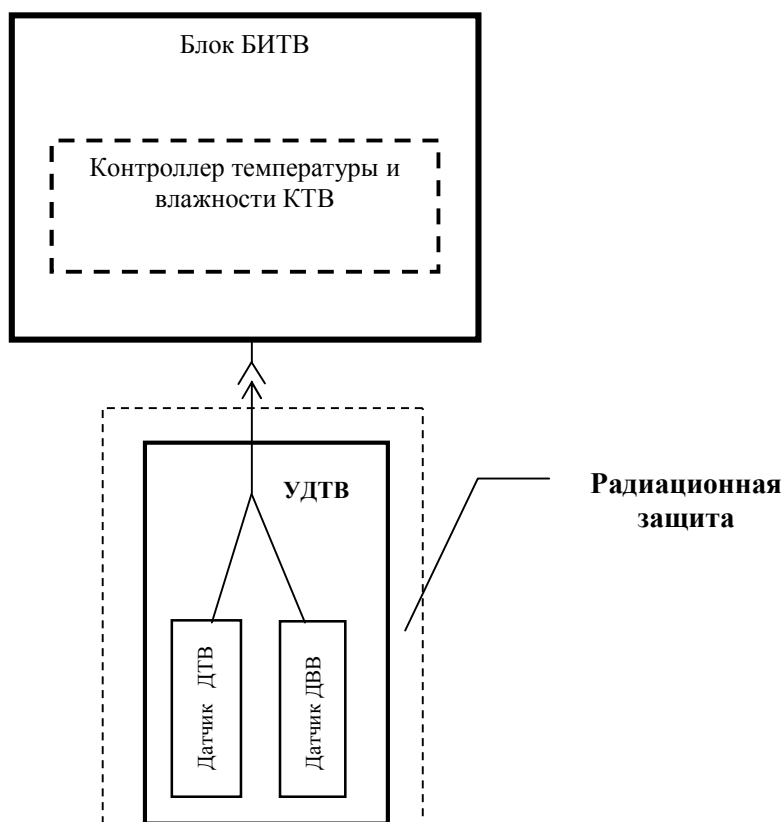 Блок БИТВ
Контроллер температуры и
влажности КТВ
УДТВ
Радиационная
защита
Датчик ДТВ
Датчик ДВВ